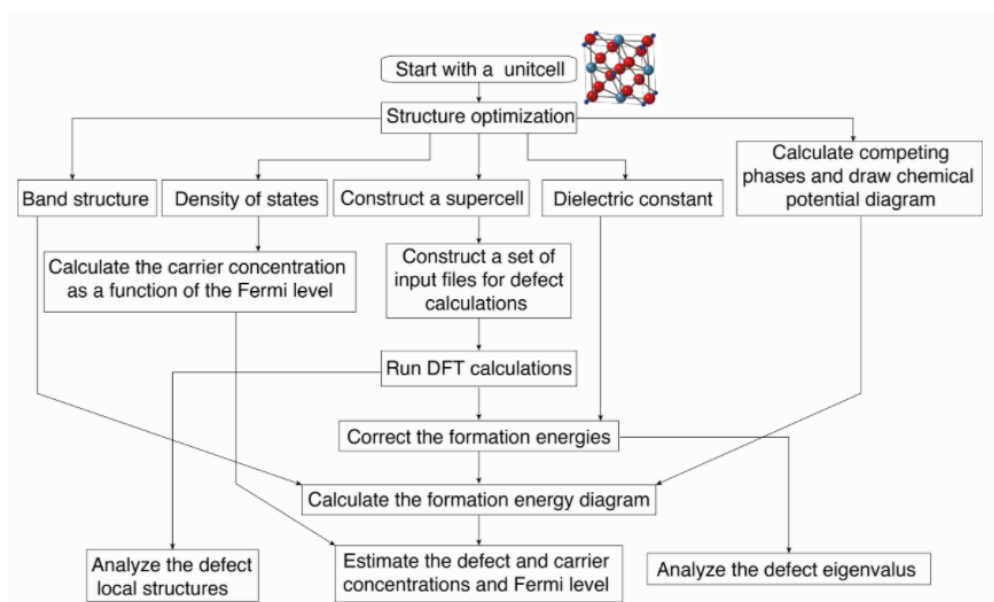 Start with a unitcell
Structure optimization
Calculate competing
phases and draw chemical
potential diagram
Band structure
Density of states
Construct a supercell
Dielectric constant
Calculate the carrier concentration
as a function of the Fermi level
Construct a set of
input files for defect
calculations
Run DFT calculations
Correct the formation energies
Calculate the formation energy diagram
Analyze the defect
local structures
Estimate the defect and carrier
concentrations and Fermi level
Analyze the defect eigenvalus